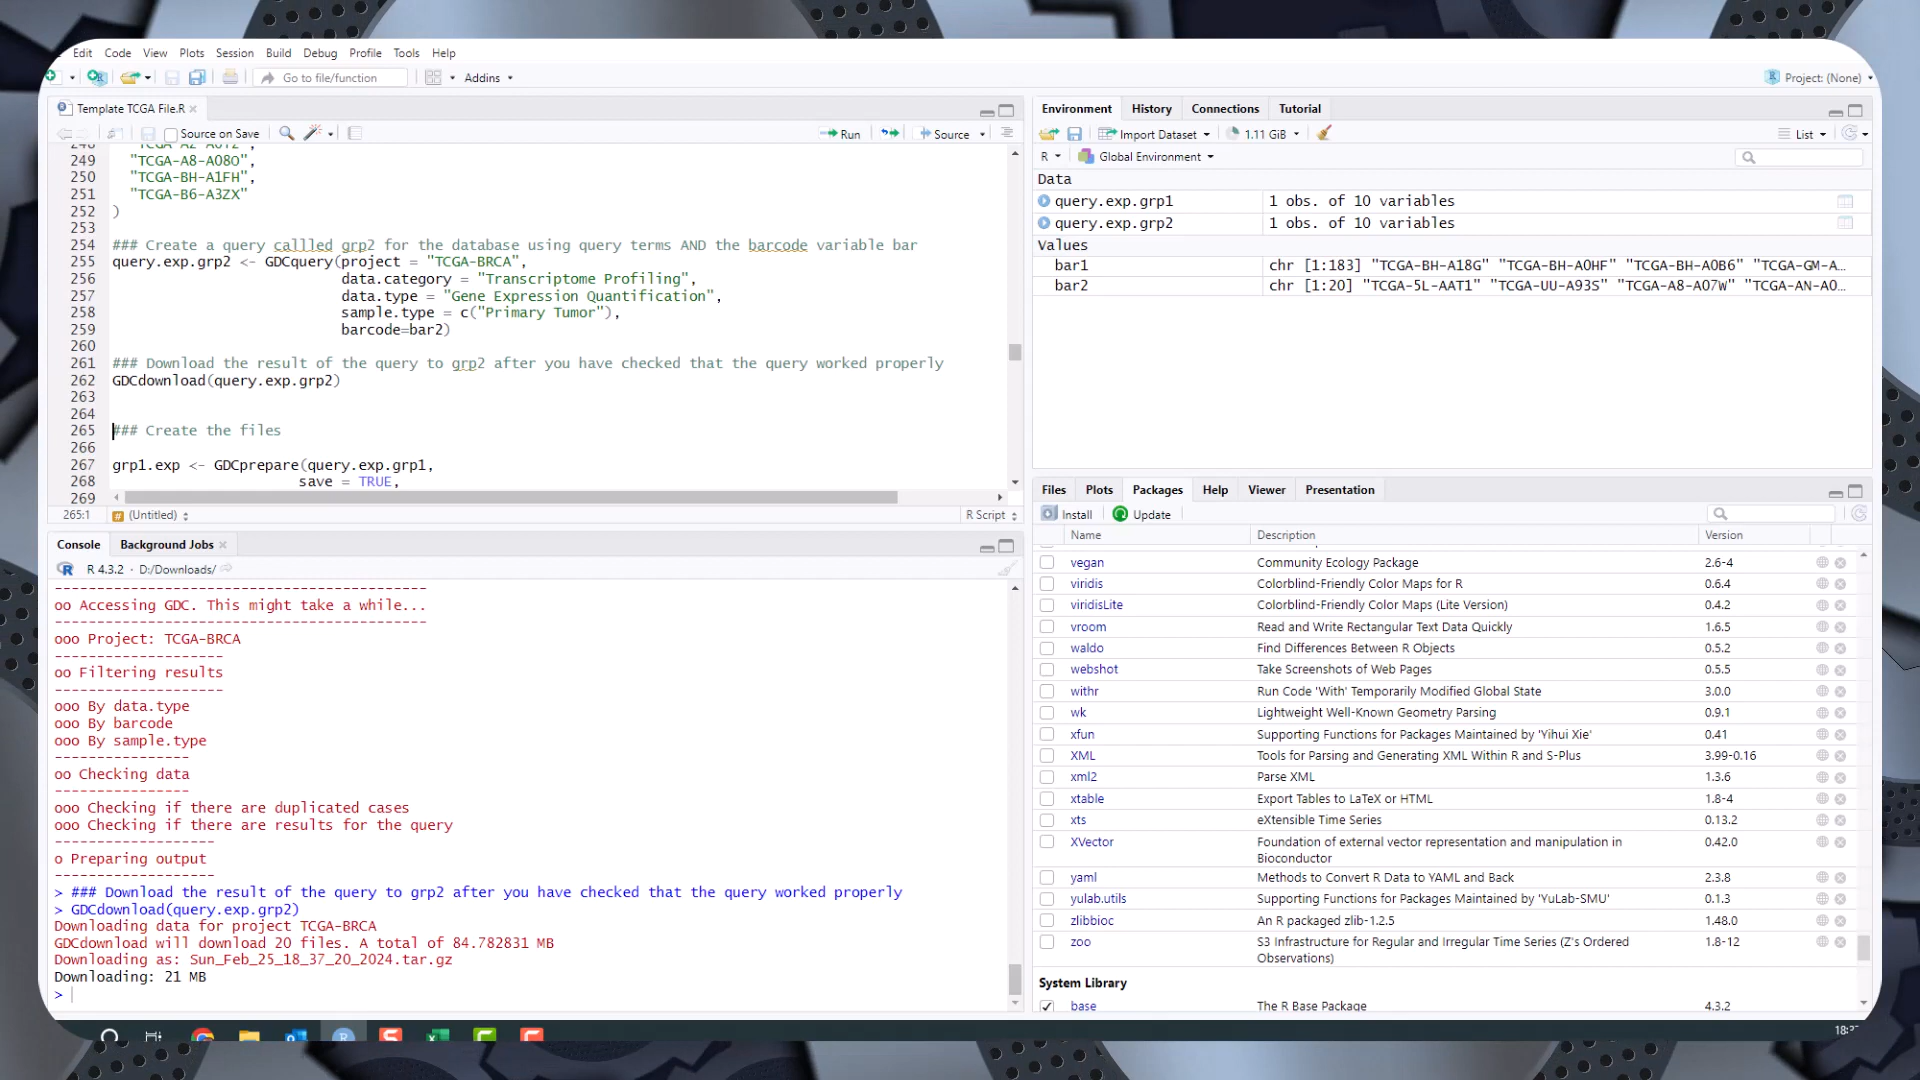 Edit Code View Plots Session Build Debug Profile Tools Help
Go to file/function Addins Project: (None)
Template TCGA File.R
Source on Save Run Source
248 "TCGA-A2-A0YZ",
249 "TCGA-A8-A08O",
250 "TCGA-BH-A1FH",
251 "TCGA-B6-A3ZX"
252 )
253
254 ### Create a query callled grp2 for the database using query terms AND the barcode variable bar
255 query.exp.grp2 <- GDCquery(project = "TCGA-BRCA",
256 data.category = "Transcriptome Profiling",
257 data.type = "Gene Expression Quantification",
258 sample.type = c("Primary Tumor"),
259 barcode=bar2)
260
261 ### Download the result of the query to grp2 after you have checked that the query worked properly
262 GDCdownload(query.exp.grp2)
263
264
265 ### Create the files
266
267 grp1.exp <- GDCprepare(query.exp.grp1,
268 save = TRUE,
269
265:1 (Untitled) R Script
Console Background Jobs
R 4.3.2 · D:/Downloads/
--------------------------------------------
oo Accessing GDC. This might take a while...
--------------------------------------------
ooo Project: TCGA-BRCA
--------------------
oo Filtering results
--------------------
ooo By data.type
ooo By barcode
ooo By sample.type
----------------
oo Checking data
----------------
ooo Checking if there are duplicated cases
ooo Checking if there are results for the query
-------------------
o Preparing output
-------------------
> ### Download the result of the query to grp2 after you have checked that the query worked properly
> GDCdownload(query.exp.grp2)
Downloading data for project TCGA-BRCA
GDCdownload will download 20 files. A total of 84.782831 MB
Downloading as: Sun_Feb_25_18_37_20_2024.tar.gz
Downloading: 21 MB
>
Environment History Connections Tutorial
Import Dataset 1.11 GiB List
R Global Environment
Data
query.exp.grp1 1 obs. of 10 variables
query.exp.grp2 1 obs. of 10 variables
Values
bar1 chr [1:183] "TCGA-BH-A18G" "TCGA-BH-A0HF" "TCGA-BH-A0B6" "TCGA-GM-A…
bar2 chr [1:20] "TCGA-5L-AAT1" "TCGA-UU-A93S" "TCGA-A8-A07W" "TCGA-AN-A0…
Files Plots Packages Help Viewer Presentation
Install Update
Name Description Version
vegan Community Ecology Package 2.6-4
viridis Colorblind-Friendly Color Maps for R 0.6.4
viridisLite Colorblind-Friendly Color Maps (Lite Version) 0.4.2
vroom Read and Write Rectangular Text Data Quickly 1.6.5
waldo Find Differences Between R Objects 0.5.2
webshot Take Screenshots of Web Pages 0.5.5
withr Run Code 'With' Temporarily Modified Global State 3.0.0
wk Lightweight Well-Known Geometry Parsing 0.9.1
xfun Supporting Functions for Packages Maintained by 'Yihui Xie' 0.41
XML Tools for Parsing and Generating XML Within R and S-Plus 3.99-0.16
xml2 Parse XML 1.3.6
xtable Export Tables to LaTeX or HTML 1.8-4
xts eXtensible Time Series 0.13.2
XVector Foundation of external vector representation and manipulation in 0.42.0
Bioconductor
yaml Methods to Convert R Data to YAML and Back 2.3.8
yulab.utils Supporting Functions for Packages Maintained by 'YuLab-SMU' 0.1.3
zlibbioc An R packaged zlib-1.2.5 1.48.0
zoo S3 Infrastructure for Regular and Irregular Time Series (Z's Ordered 1.8-12
Observations)
System Library
base The R Base Package 4.3.2